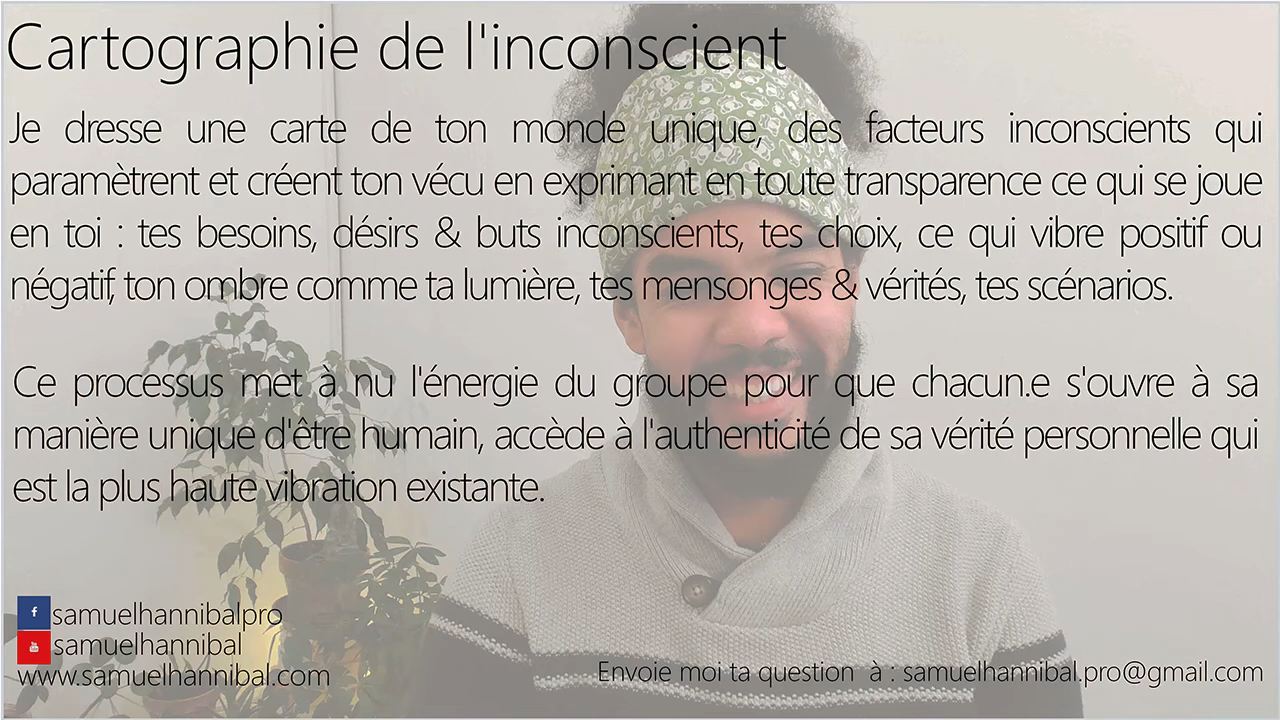 Cartographie de l'inconscient
Je dresse une carte de ton monde unique, des facteurs inconscients qui
paramètrent et créent ton vécu en exprimant en toute transparence ce qui se joue
en toi : tes besoins, désirs & buts inconscients, tes choix, ce qui vibre positif ou
négatif, ton ombre comme ta lumière, tes mensonges & vérités, tes scénarios.
Ce processus met à nu l'énergie du groupe pour que chacun.e s'ouvre à sa
manière unique d'être humain, accède à l'authenticité de sa vérité personnelle qui
est la plus haute vibration existante.
samuelhannibalpro
samuelhannibal
www.samuelhannibal.com
Envoie moi ta question à : samuelhannibal.pro@gmail.com